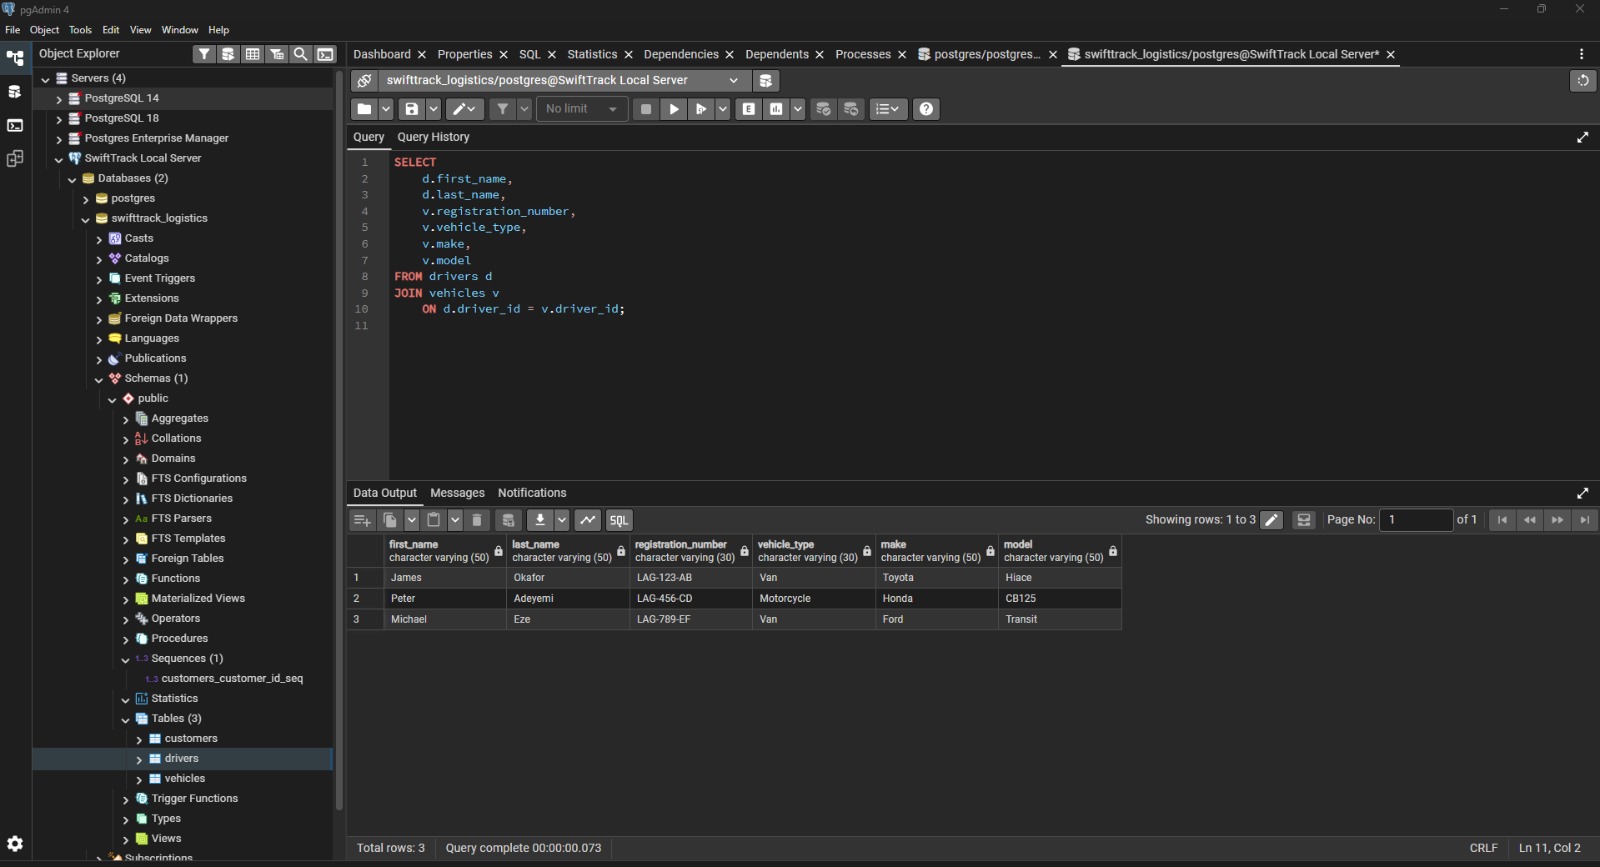 pgAdmin 4
File Object Tools Edit View Window Help
Object Explorer
Dashboard Properties SQL Statistics Dependencies Dependents Processes postgres/postgres... swifttrack_logistics/postgres@SwiftTrack Local Server*
Servers (4)
PostgreSQL 14
PostgreSQL 18
Postgres Enterprise Manager
SwiftTrack Local Server
Databases (2)
postgres
swifttrack_logistics
Casts
Catalogs
Event Triggers
Extensions
Foreign Data Wrappers
Languages
Publications
Schemas (1)
public
Aggregates
Collations
Domains
FTS Configurations
FTS Dictionaries
Aa FTS Parsers
FTS Templates
Foreign Tables
Functions
Materialized Views
Operators
Procedures
1..3 Sequences (1)
1..3 customers_customer_id_seq
Statistics
Tables (3)
customers
drivers
vehicles
Trigger Functions
Types
Views
Subscriptions
swifttrack_logistics/postgres@SwiftTrack Local Server
No limit
E
Query Query History
1 SELECT
2 d.first_name,
3 d.last_name,
4 v.registration_number,
5 v.vehicle_type,
6 v.make,
7 v.model
8 FROM drivers d
9 JOIN vehicles v
10 ON d.driver_id = v.driver_id;
11
Data Output Messages Notifications
SQL
Showing rows: 1 to 3 Page No: 1 of 1
first_name last_name registration_number vehicle_type make model
character varying (50) character varying (50) character varying (30) character varying (30) character varying (50) character varying (50)
1 James Okafor LAG-123-AB Van Toyota Hiace
2 Peter Adeyemi LAG-456-CD Motorcycle Honda CB125
3 Michael Eze LAG-789-EF Van Ford Transit
Total rows: 3 Query complete 00:00:00.073 CRLF Ln 11, Col 2